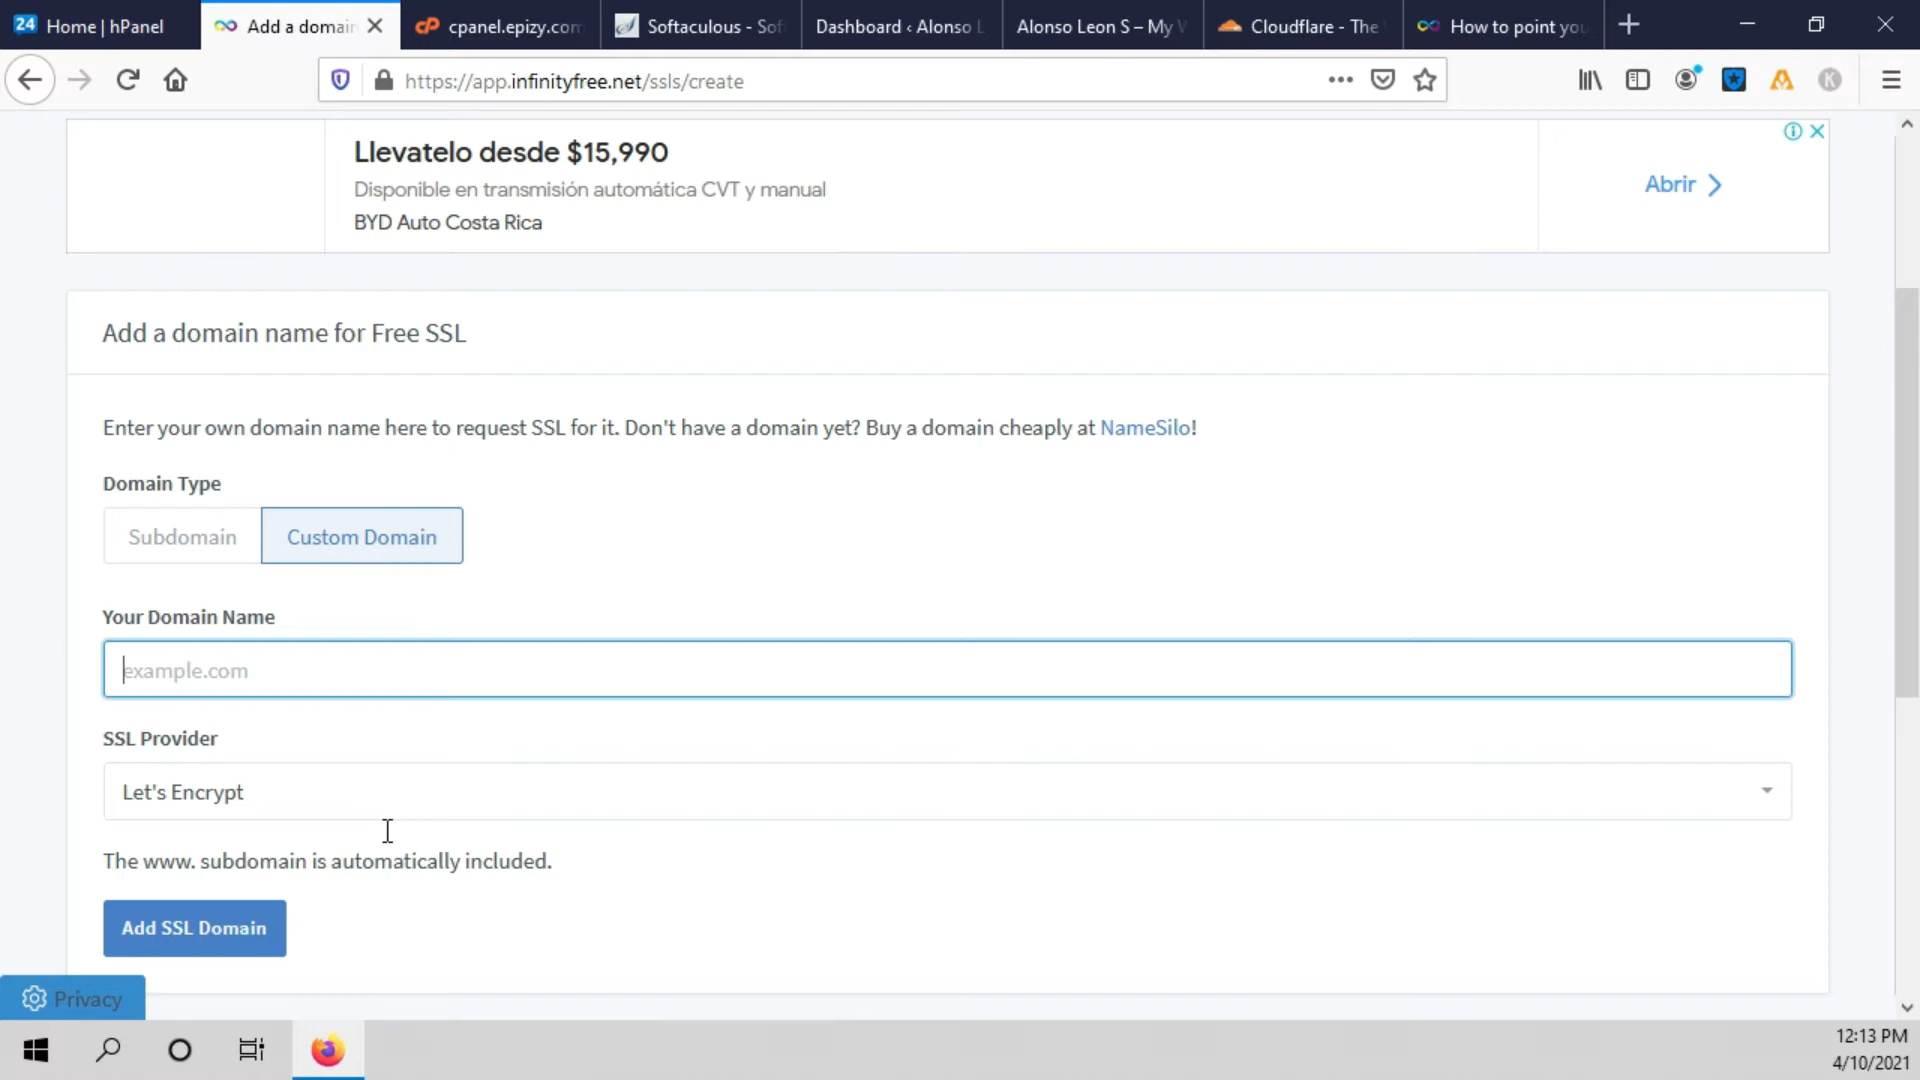 24 Home | hPanel
Add a domain
cP cpanel.epizy.com
Softaculous - Sof
Dashboard ‹ Alonso L
Alonso Leon S – My W
Cloudflare - The
How to point you
https://app.infinityfree.net/ssls/create
K
Llevatelo desde $15,990
Disponible en transmisión automática CVT y manual
BYD Auto Costa Rica
Abrir
Add a domain name for Free SSL
Enter your own domain name here to request SSL for it. Don't have a domain yet? Buy a domain cheaply at NameSilo!
Domain Type
Subdomain
Custom Domain
Your Domain Name
example.com
SSL Provider
Let's Encrypt
The www. subdomain is automatically included.
Add SSL Domain
Privacy
12:13 PM
4/10/2021